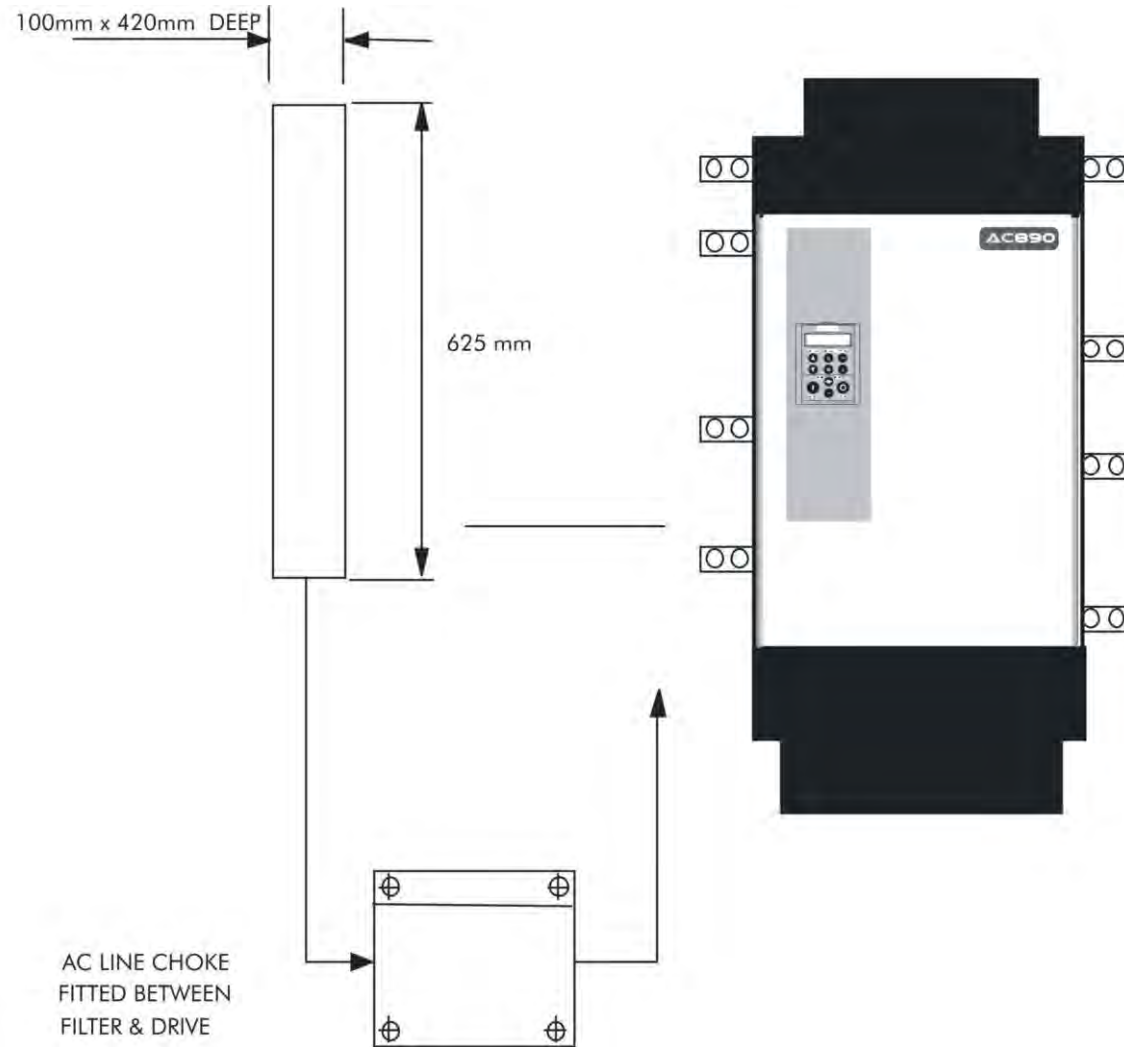 100mm x 420mm DEEP
AC890
625 mm
AC LINE CHOKE
FITTED BETWEEN
FILTER & DRIVE